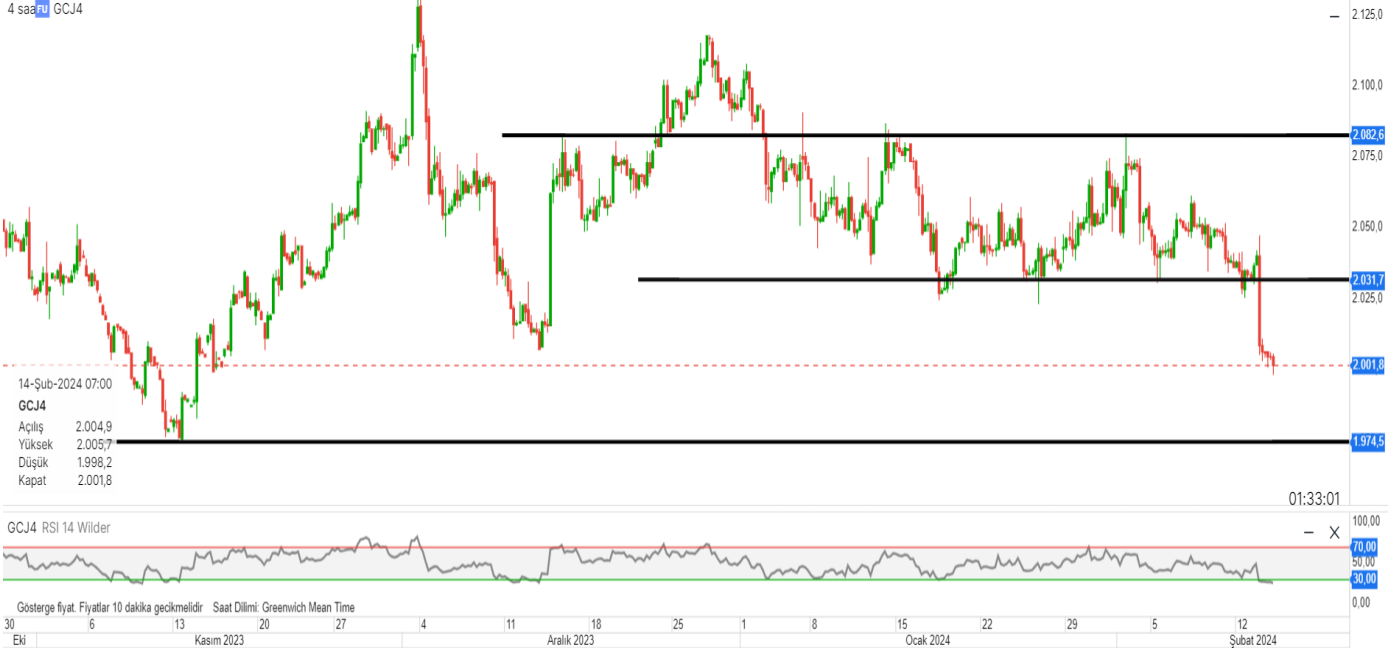 4 saa FU GCJ4
2.125,0
2.100,0
2.082,6
2.075,0
2.050,0
2.031,7
2.025,0
2.001,8
14-Şub-2024 07:00
GCJ4
Açılış 2.004,9
Yüksek 2.005,7
Düşük 1.998,2
Kapat 2.001,8
1.974,5
01:33:01
GCJ4 RSI 14 Wilder
100,00
70,00
50,00
30,00
0,00
Gösterge fiyat. Fiyatlar 10 dakika gecikmelidir Saat Dilimi: Greenwich Mean Time
30 6 13 20 27 4 11 18 25 1 8 15 22 29 5 12
Eki Kasım 2023 Aralık 2023 Ocak 2024 Şubat 2024